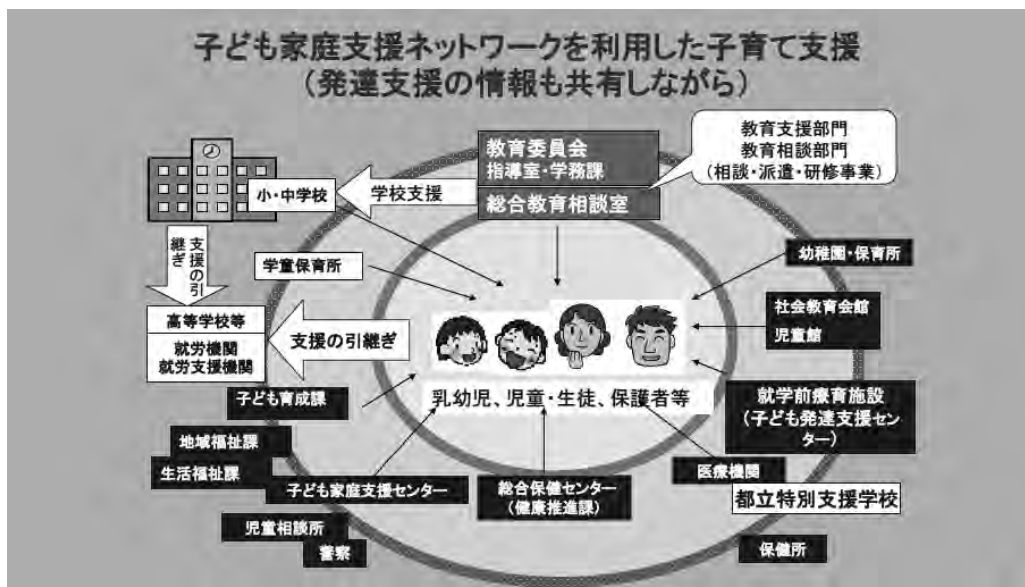 子ども家庭支援ネットワークを利用した子育て支援
(発達支援の情報も共有しながら)
教育委員会
指導室・学務課
総合教育相談室
教育支援部門
教育相談部門
(相談・派遣・研修事業)
小・中学校
学校支援
支援の引
継ぎ
学童保育所
幼稚園・保育所
社会教育会館
児童館
高等学校等
就労機関
就労支援機関
支援の引継ぎ
乳幼児、児童・生徒、保護者等
就学前療育施設
(子ども発達支援セン
ター)
子ども育成課
地域福祉課
生活福祉課
子ども家庭支援センター
総合保健センター
(健康推進課)
医療機関
都立特別支援学校
児童相談所
警察
保健所